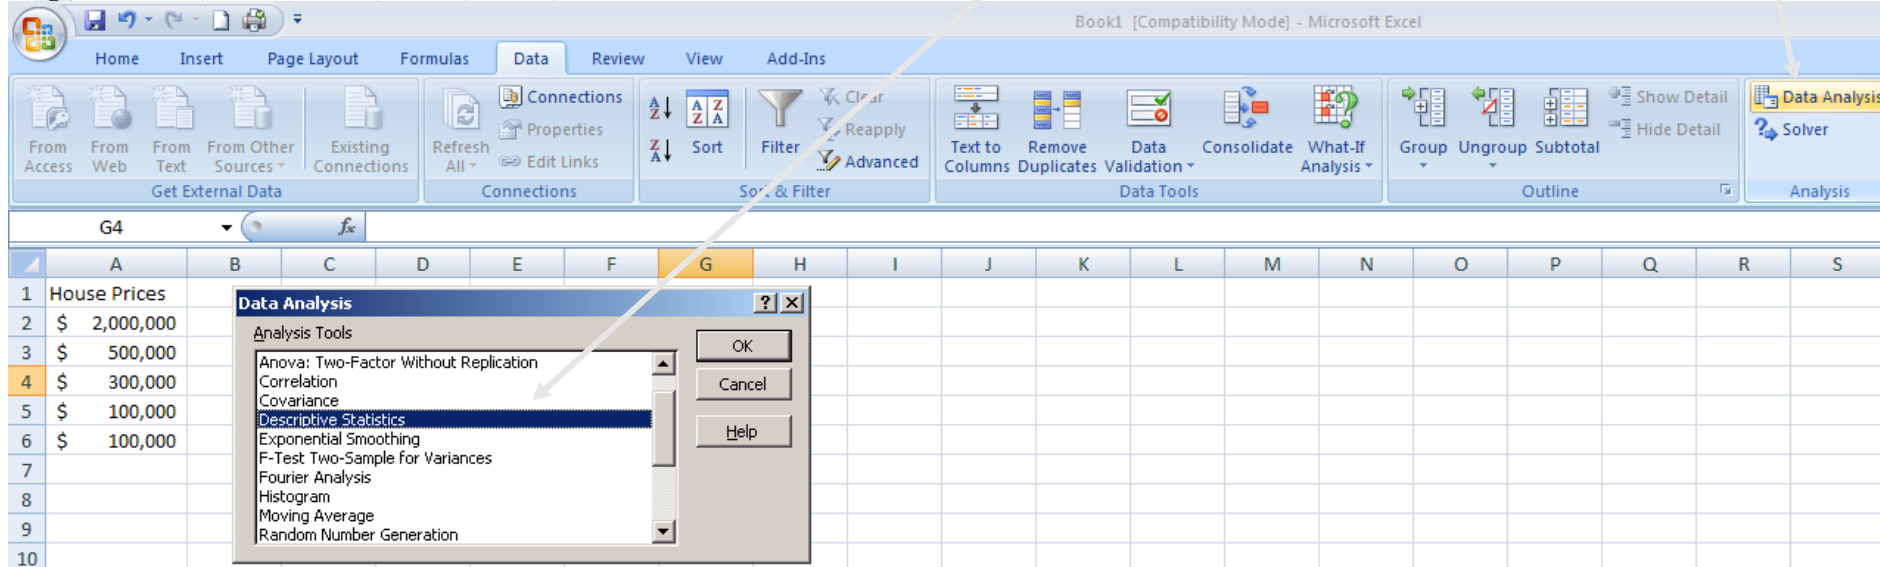 Book1 [Compatibility Mode] - Microsoft Excel
Home Insert Page Layout Formulas Data Review View Add-Ins
From Access
From Web
From Text
From Other Sources
Existing Connections
Get External Data
Refresh All
Connections
Properties
Edit Links
Connections
A Z
Z A
A Z
Z A
Sort
Filter
Clear
Reapply
Advanced
Sort & Filter
Text to Columns
Remove Duplicates
Data Validation
Consolidate
What-If Analysis
Data Tools
Group
Ungroup
Subtotal
Show Detail
Hide Detail
Outline
Data Analysis
Solver
Analysis
G4 fx
A B C D E F G H I J K L M N O P Q R S
1 House Prices
2 $ 2,000,000
3 $ 500,000
4 $ 300,000
5 $ 100,000
6 $ 100,000
7
8
9
10
Data Analysis ? X
Analysis Tools
Anova: Two-Factor Without Replication
Correlation
Covariance
Descriptive Statistics
Exponential Smoothing
F-Test Two-Sample for Variances
Fourier Analysis
Histogram
Moving Average
Random Number Generation
OK
Cancel
Help